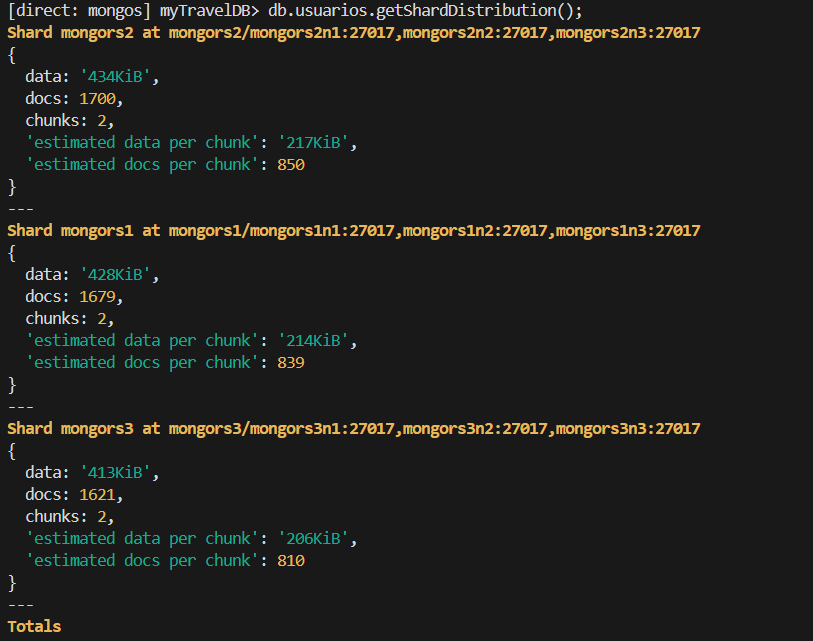 [direct: mongos] myTravelDB> db.usuarios.getShardDistribution();
Shard mongors2 at mongors2/mongors2n1:27017,mongors2n2:27017,mongors2n3:27017
{
  data: '434KiB',
  docs: 1700,
  chunks: 2,
  'estimated data per chunk': '217KiB',
  'estimated docs per chunk': 850
}
---
Shard mongors1 at mongors1/mongors1n1:27017,mongors1n2:27017,mongors1n3:27017
{
  data: '428KiB',
  docs: 1679,
  chunks: 2,
  'estimated data per chunk': '214KiB',
  'estimated docs per chunk': 839
}
---
Shard mongors3 at mongors3/mongors3n1:27017,mongors3n2:27017,mongors3n3:27017
{
  data: '413KiB',
  docs: 1621,
  chunks: 2,
  'estimated data per chunk': '206KiB',
  'estimated docs per chunk': 810
}
---
Totals